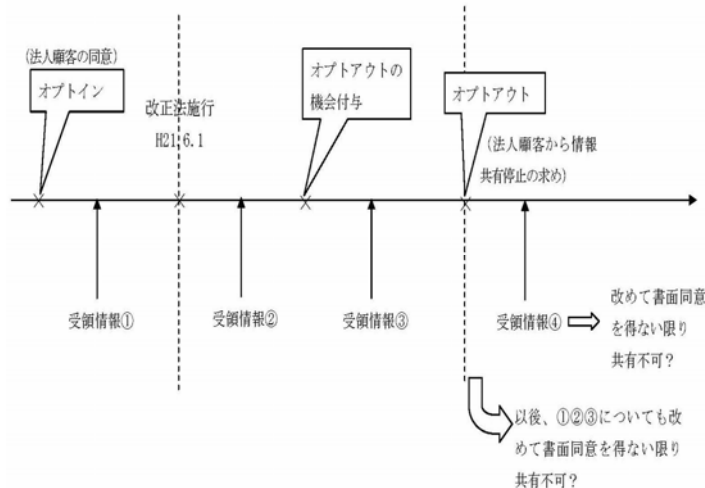 (法人顧客の同意)
オプトイン
改正法施行
H21.6.1
オプトアウトの
機会付与
オプトアウト
(法人顧客から情報
共有停止の求め)
受領情報①
受領情報②
受領情報③
受領情報④
改めて書面同意
を得ない限り
共有不可?
以後、①②③についても改
めて書面同意を得ない限り
共有不可?